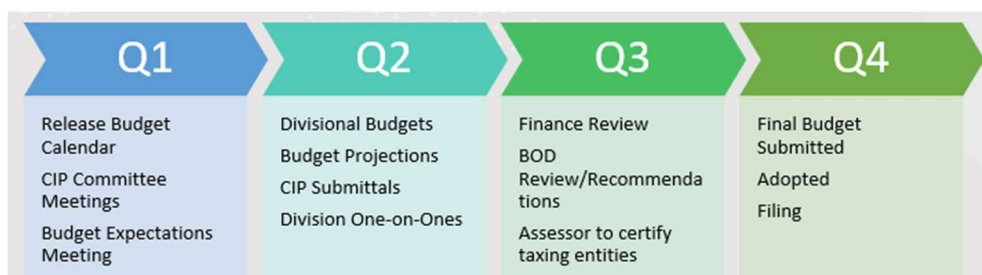 Q1
Release Budget
Calendar
CIP Committee
Meetings
Budget Expectations
Meeting
Q2
Divisional Budgets
Budget Projections
CIP Submittals
Division One-on-Ones
Q3
Finance Review
BOD
Review/Recommenda
tions
Assessor to certify
taxing entities
Q4
Final Budget
Submitted
Adopted
Filing